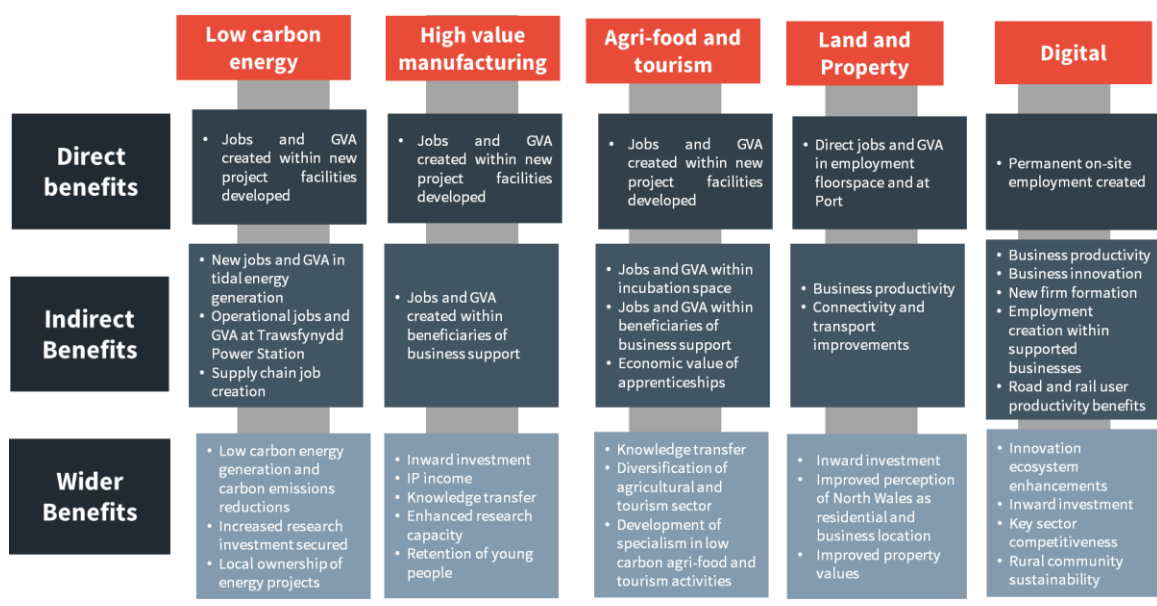 Low carbon
energy
High value
manufacturing
Agri-food and
tourism
Land and
Property
Digital
Direct
benefits
• Jobs and GVA
created within new
project facilities
developed
• Jobs and GVA
created within new
project facilities
developed
• Jobs and GVA
created within new
project facilities
developed
• Direct jobs and GVA
in employment
floorspace and at
Port
• Permanent on-site
employment created
Indirect
Benefits
• New jobs and GVA in
tidal energy
generation
• Operational jobs and
GVA at Trawsfynydd
Power Station
• Supply chain job
creation
• Jobs and GVA
created within
beneficiaries of
business support
• Jobs and GVA within
incubation space
• Jobs and GVA within
beneficiaries of
business support
• Economic value of
apprenticeships
• Business productivity
• Connectivity and
transport
improvements
• Business productivity
• Business innovation
• New firm formation
• Employment
creation within
supported
businesses
• Road and rail user
productivity benefits
Wider
Benefits
• Low carbon energy
generation and
carbon emissions
reductions
• Increased research
investment secured
• Local ownership of
energy projects
• Inward investment
• IP income
• Knowledge transfer
• Enhanced research
capacity
• Retention of young
people
• Knowledge transfer
• Diversification of
agricultural and
tourism sector
• Development of
specialism in low
carbon agri-food and
tourism activities
• Inward investment
• Improved perception
of North Wales as
residential and
business location
• Improved property
values
• Innovation
ecosystem
enhancements
• Inward investment
• Key sector
competitiveness
• Rural community
sustainability